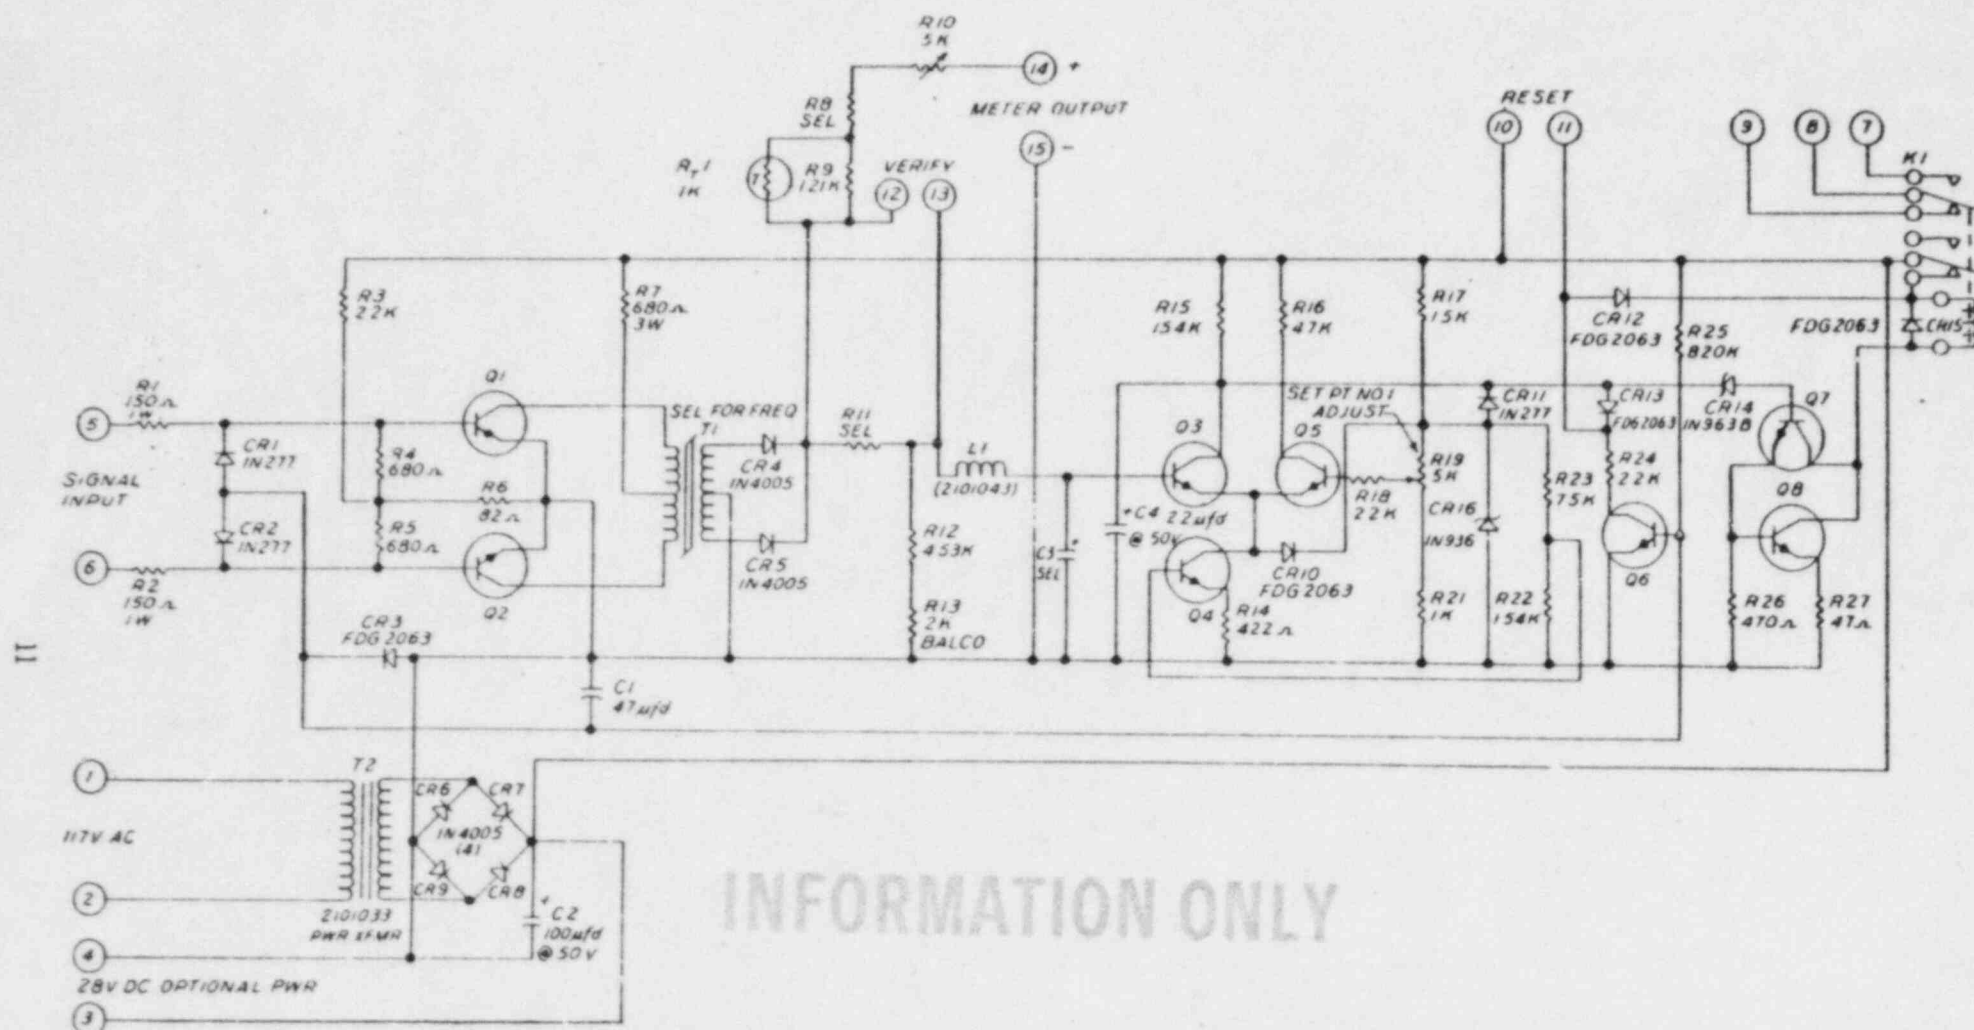 R10
5K
14
+
METER OUTPUT
15
-
R8
SEL
RT1
1K
T
R9
121K
VERIFY
12
13
RESET
10
11
9
8
7
K1
R3
22K
R7
680Ω
3W
R15
154K
R16
47K
R17
15K
CR12
FDG2063
R25
820K
FDG2063
CR15
R1
150Ω
1W
5
CR1
1N277
R4
680Ω
Q1
SEL FOR FREQ
T1
R11
SEL
CR4
1N4005
SET PT NO1
ADJUST
CR11
1N277
CR13
FDG2063
CR14
1N963B
Q7
SIGNAL
INPUT
R6
82Ω
L1
(2101043)
Q3
Q5
R19
5K
R18
22K
R23
75K
R24
22K
Q8
CR2
1N277
R5
680Ω
6
R2
150Ω
1W
Q2
CR5
1N4005
R12
453K
+C4
22µfd
@ 50V
+
SEL
CR16
1N936
Q6
CR10
FDG2063
Q4
R14
422Ω
R13
2K
BALCO
R21
1K
R22
154K
R26
470Ω
R27
47Ω
CR3
FDG2063
C1
47µfd
11
1
T2
CR6
CR7
1N4005
(4)
CR9
CR8
117V AC
2
2101033
PWR XFMR
+
C2
100µfd
@ 50V
4
28V DC OPTIONAL PWR
3
INFORMATION ONLY